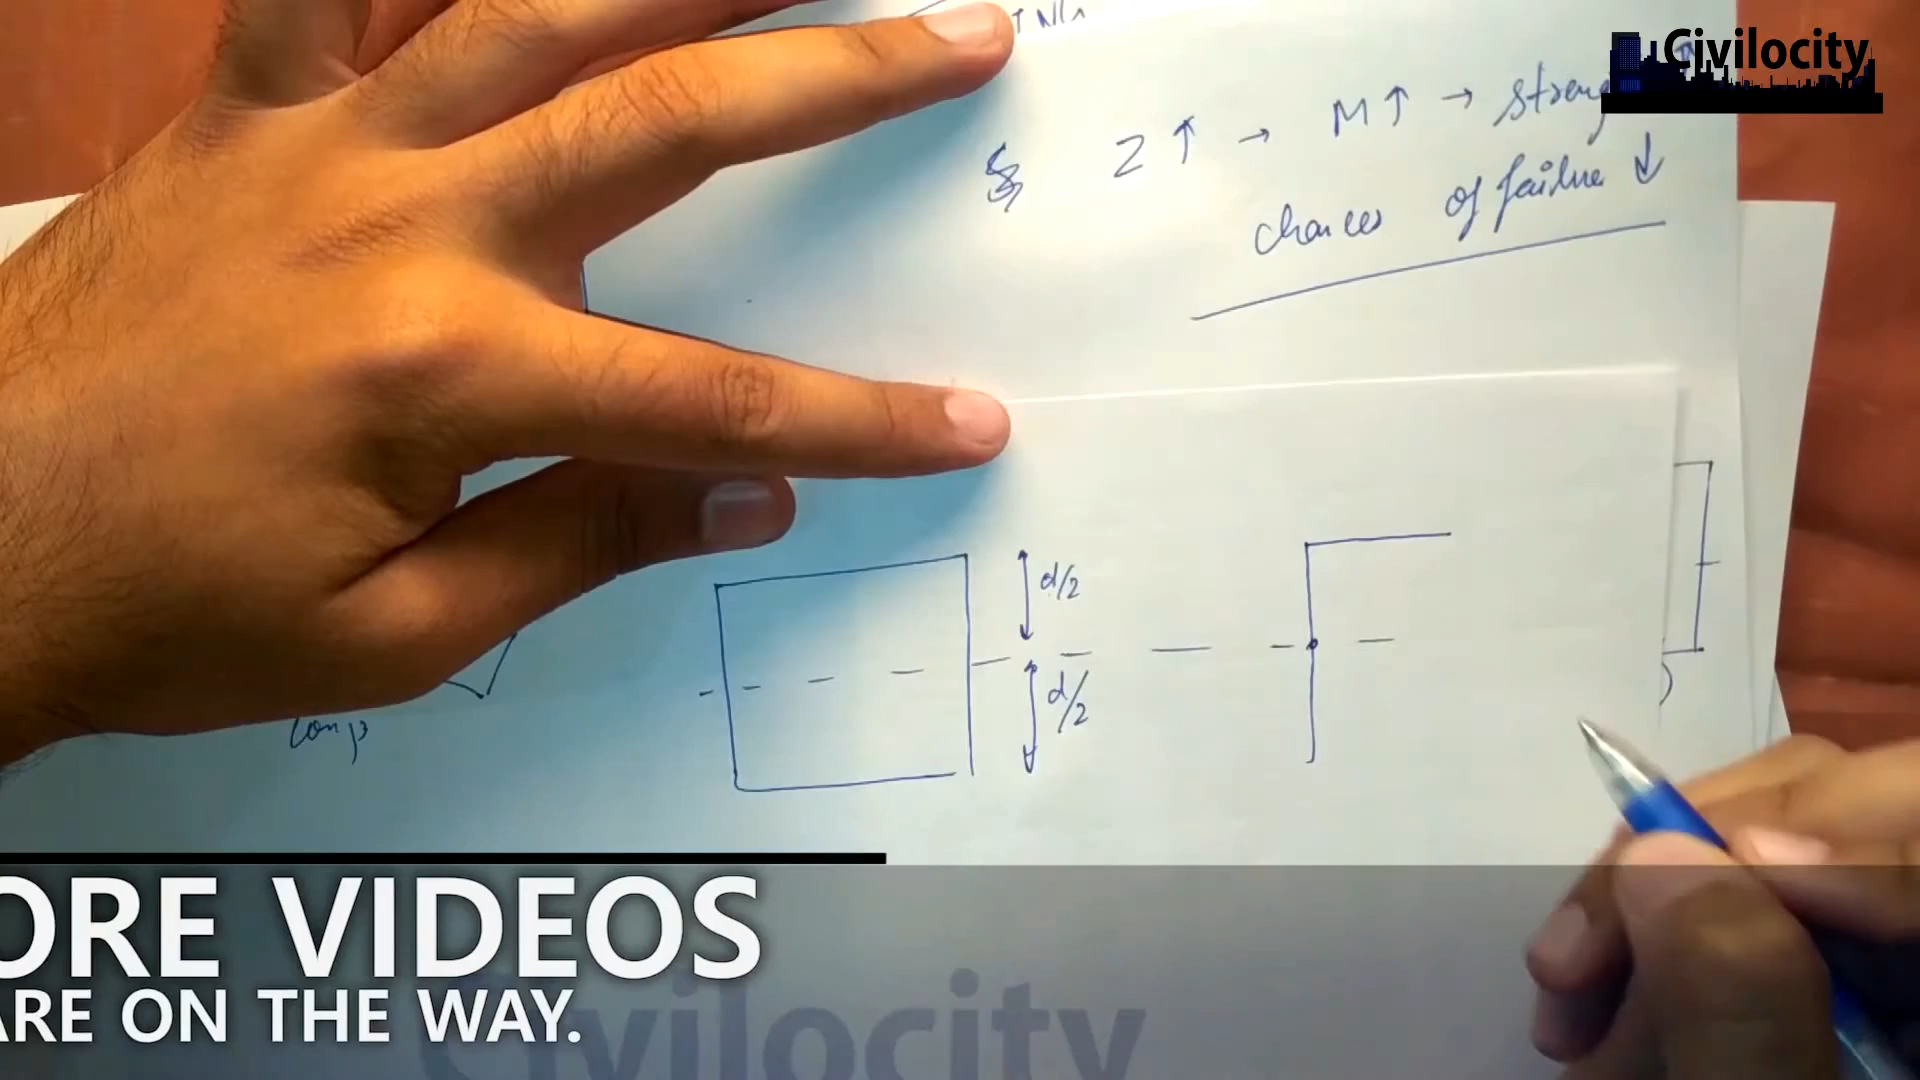 Civilocity
Z ↑ → M ↑ → streng
chances of failure ↓
d/2
d/2
Comp
ORE VIDEOS
ARE ON THE WAY.
Civilocity